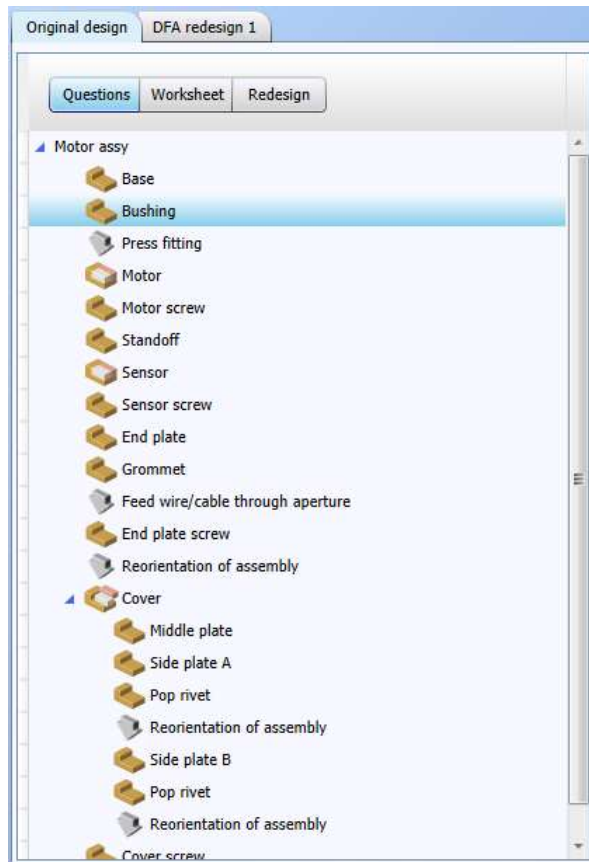 Original design DFA redesign 1
Questions Worksheet Redesign
Motor assy
Base
Bushing
Press fitting
Motor
Motor screw
Standoff
Sensor
Sensor screw
End plate
Grommet
Feed wire/cable through aperture
End plate screw
Reorientation of assembly
Cover
Middle plate
Side plate A
Pop rivet
Reorientation of assembly
Side plate B
Pop rivet
Reorientation of assembly
Cover screw